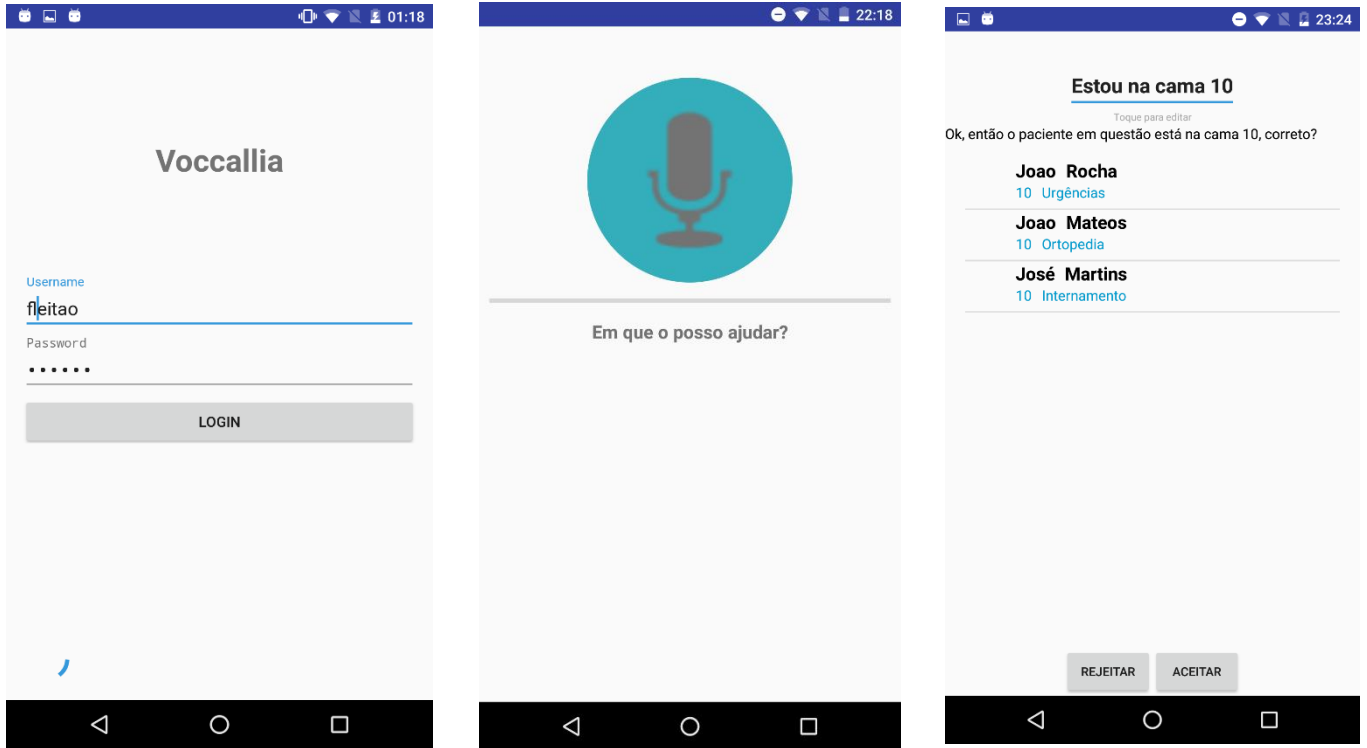 01:18
Voccallia
Username
fleitao
Password
••••••
LOGIN
22:18
Em que o posso ajudar?
23:24
Estou na cama 10
Toque para editar
Ok, então o paciente em questão está na cama 10, correto?
Joao Rocha
10 Urgências
Joao Mateos
10 Ortopedia
José Martins
10 Internamento
REJEITAR ACEITAR